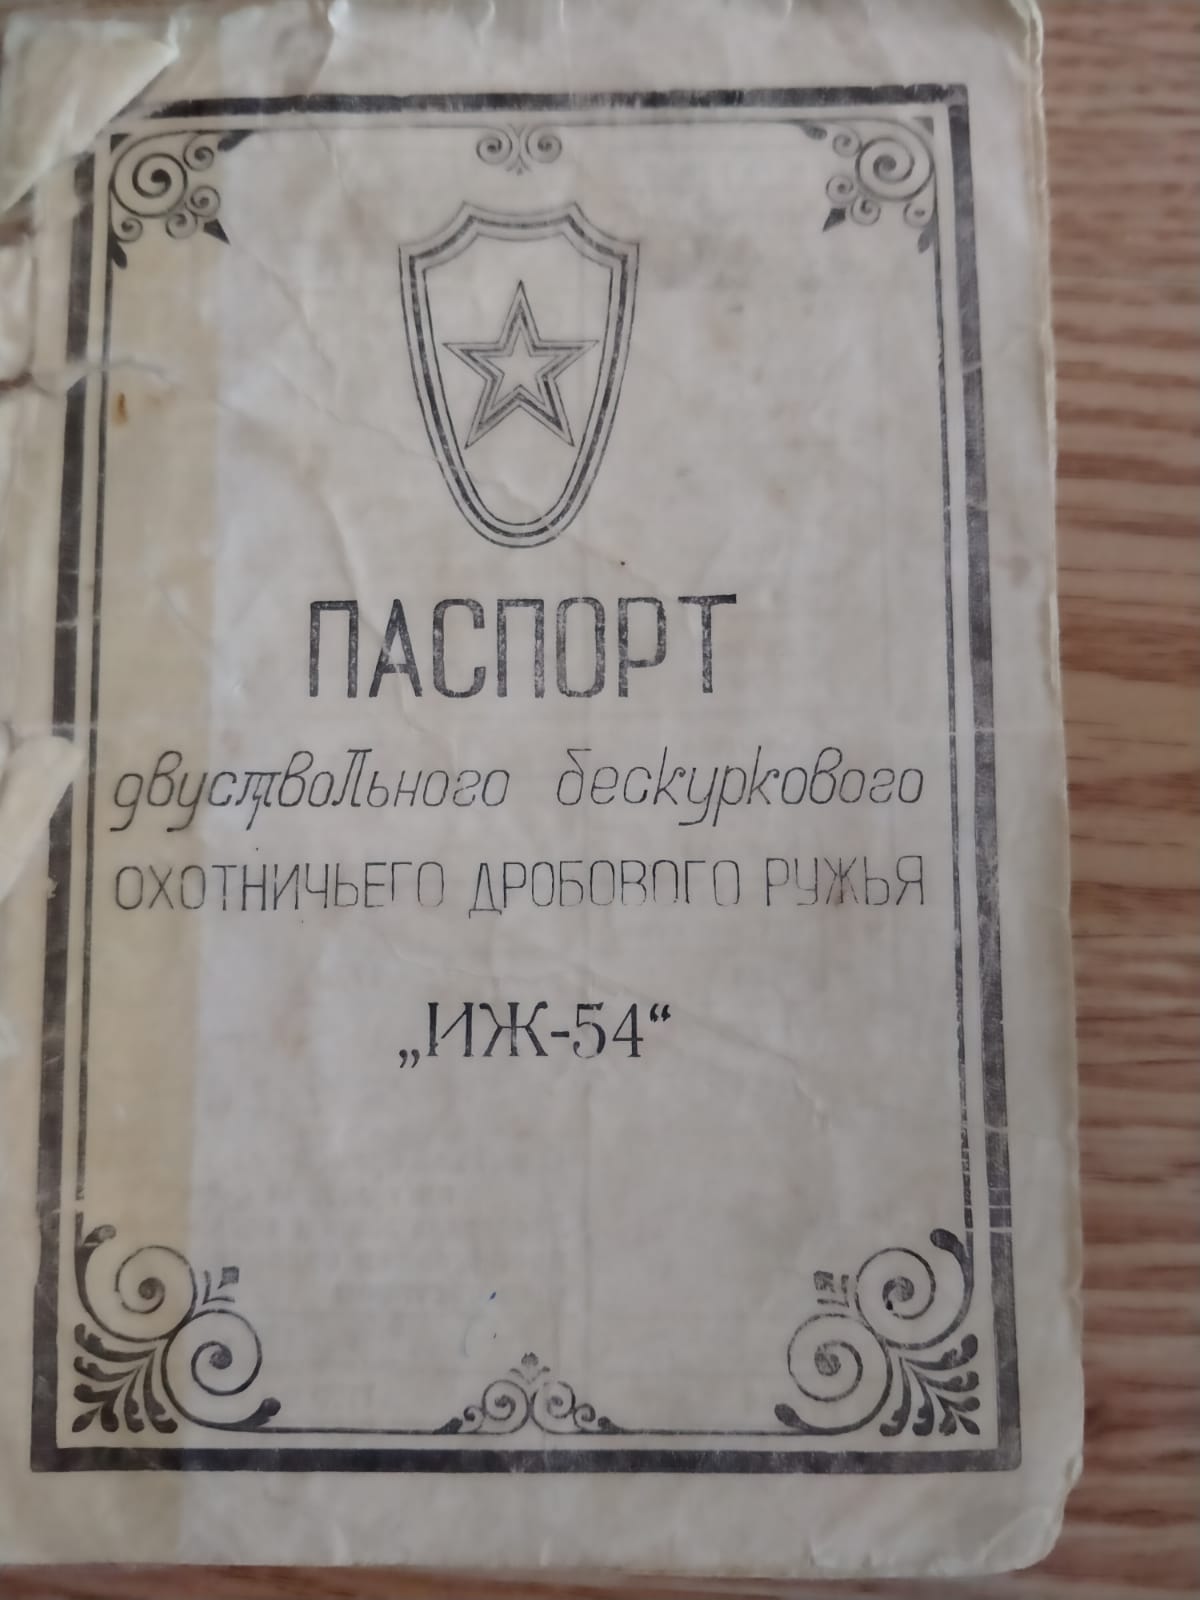 ПАСПОРТ
двуствольного бескуркового
ОХОТНИЧЬЕГО ДРОБОВОГО РУЖЬЯ
„ИЖ-54“